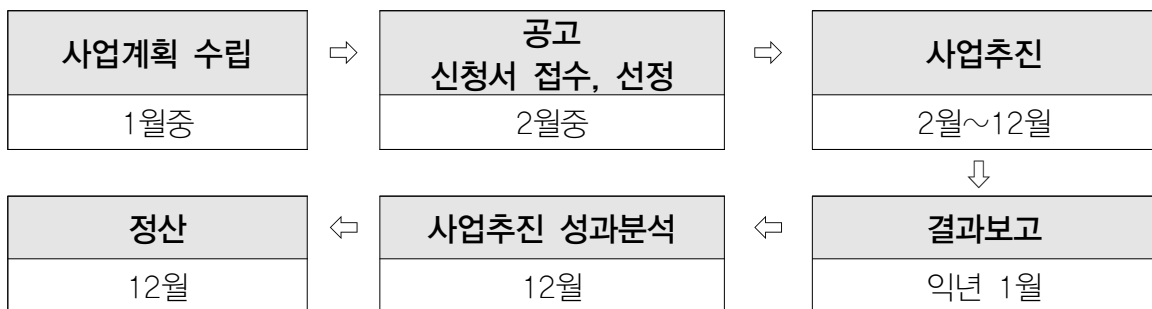 사업계획 수립
⇨
공고
신청서 접수, 선정
⇨
사업추진
1월중
2월중
2월～12월
⇩
정산
⇦
사업추진 성과분석
⇦
결과보고
12월
12월
익년 1월